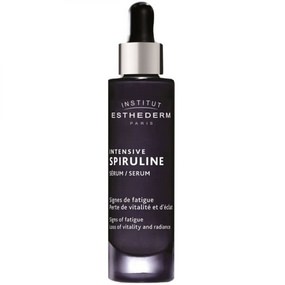 INSTITUT
ESTHEDERM
PARIS
INTENSIVE
SPIRULINE
SÉRUM / SERUM
Signes de fatigue
Perte de vitalité et d'éclat
Signs of fatigue
Loss of vitality and radiance